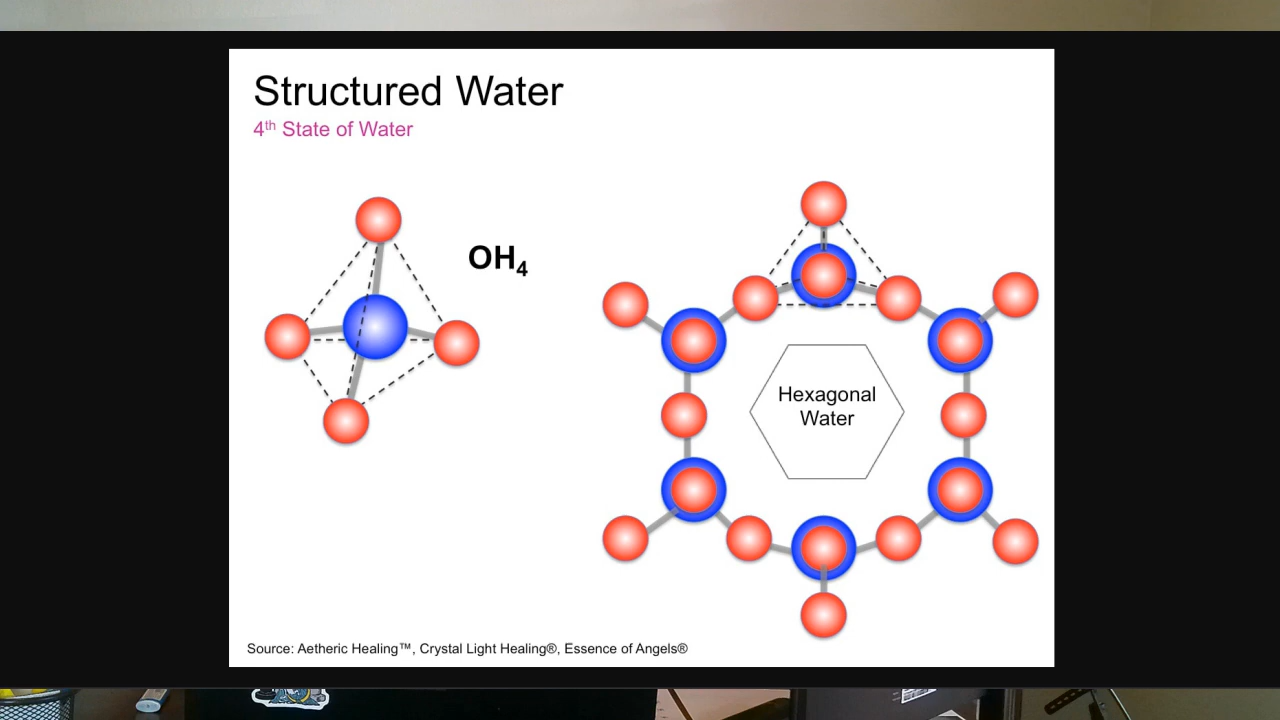 Structured Water
4th State of Water
OH4
Hexagonal
Water
Source: Aetheric Healing™, Crystal Light Healing®, Essence of Angels®